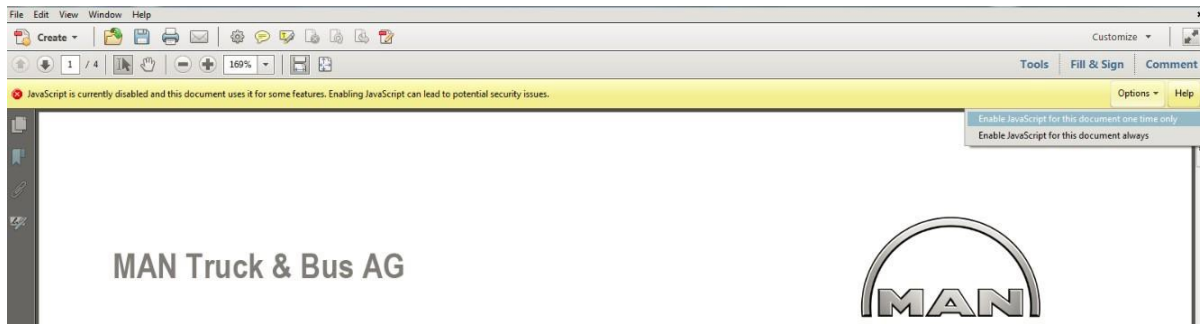 File Edit View Window Help
Create Customize
1 / 4 169% Tools Fill & Sign Comment
JavaScript is currently disabled and this document uses it for some features. Enabling JavaScript can lead to potential security issues. Options Help
Enable JavaScript for this document one time only
Enable JavaScript for this document always
MAN Truck & Bus AG
MAN